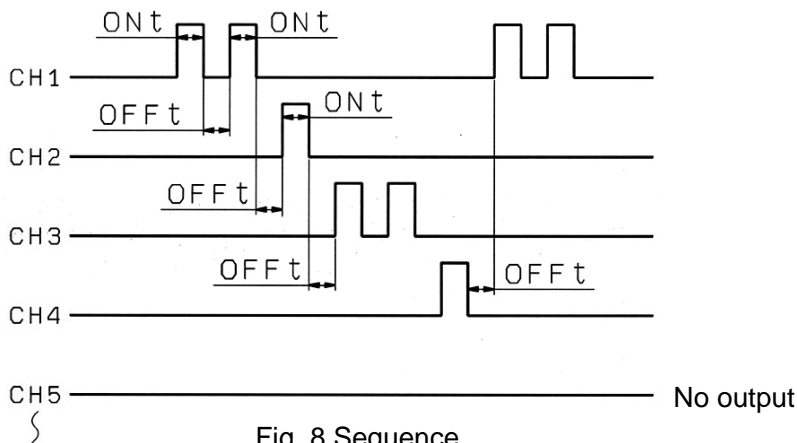 ONt ONt
CH1
OFFt
ONt
CH2
OFFt
CH3
OFFt OFFt
CH4
CH5 No output
Fig. 8 Sequence